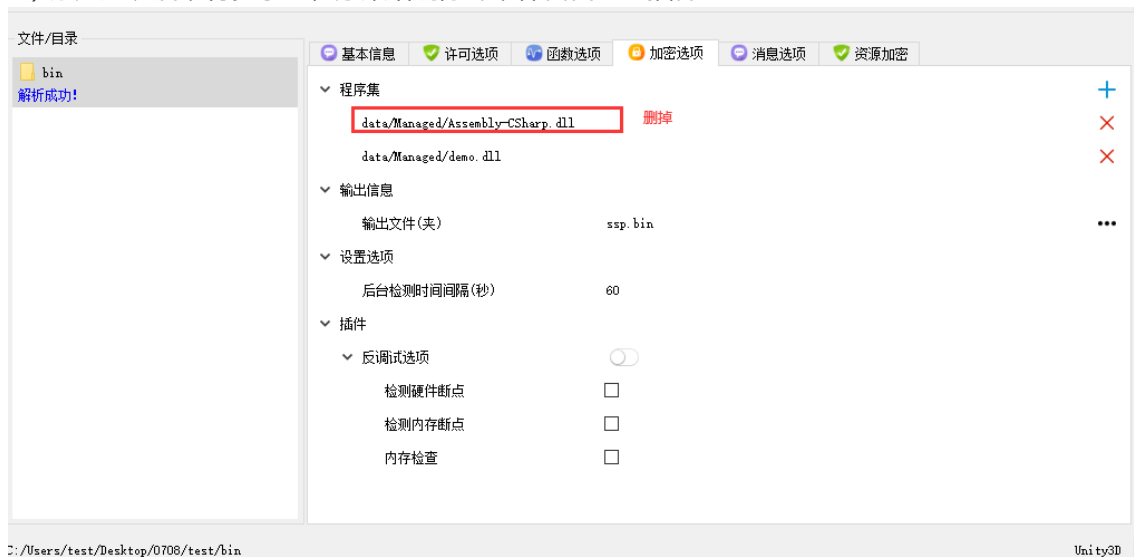 文件/目录
bin
解析成功!
基本信息 许可选项 函数选项 加密选项 消息选项 资源加密
程序集
data/Managed/Assembly-CSharp.dll 删掉
data/Managed/demo.dll
输出信息
输出文件(夹) ssp.bin
设置选项
后台检测时间间隔(秒) 60
插件
反调试选项
检测硬件断点
检测内存断点
内存检查
C:/Users/test/Desktop/0708/test/bin Unity3D